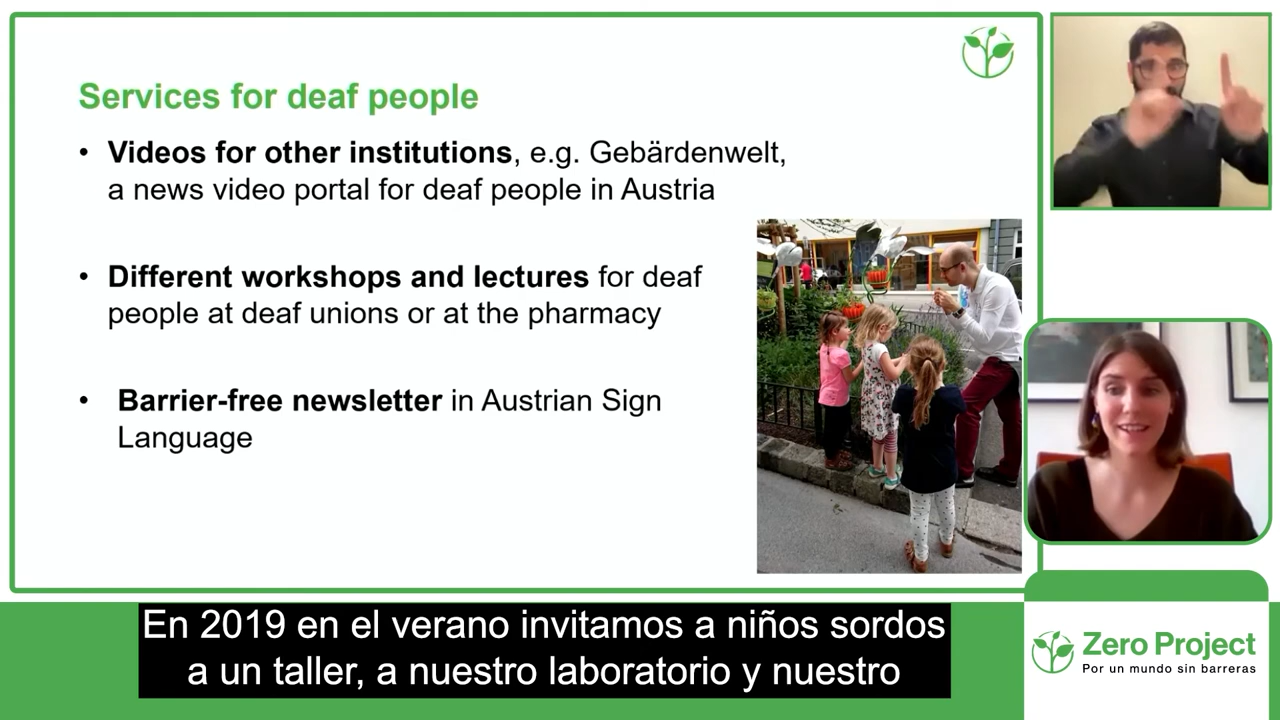 Services for deaf people
• Videos for other institutions, e.g. Gebärdenwelt,
a news video portal for deaf people in Austria
• Different workshops and lectures for deaf
people at deaf unions or at the pharmacy
• Barrier-free newsletter in Austrian Sign
Language
En 2019 en el verano invitamos a niños sordos
a un taller, a nuestro laboratorio y nuestro
Zero Project
Por un mundo sin barreras